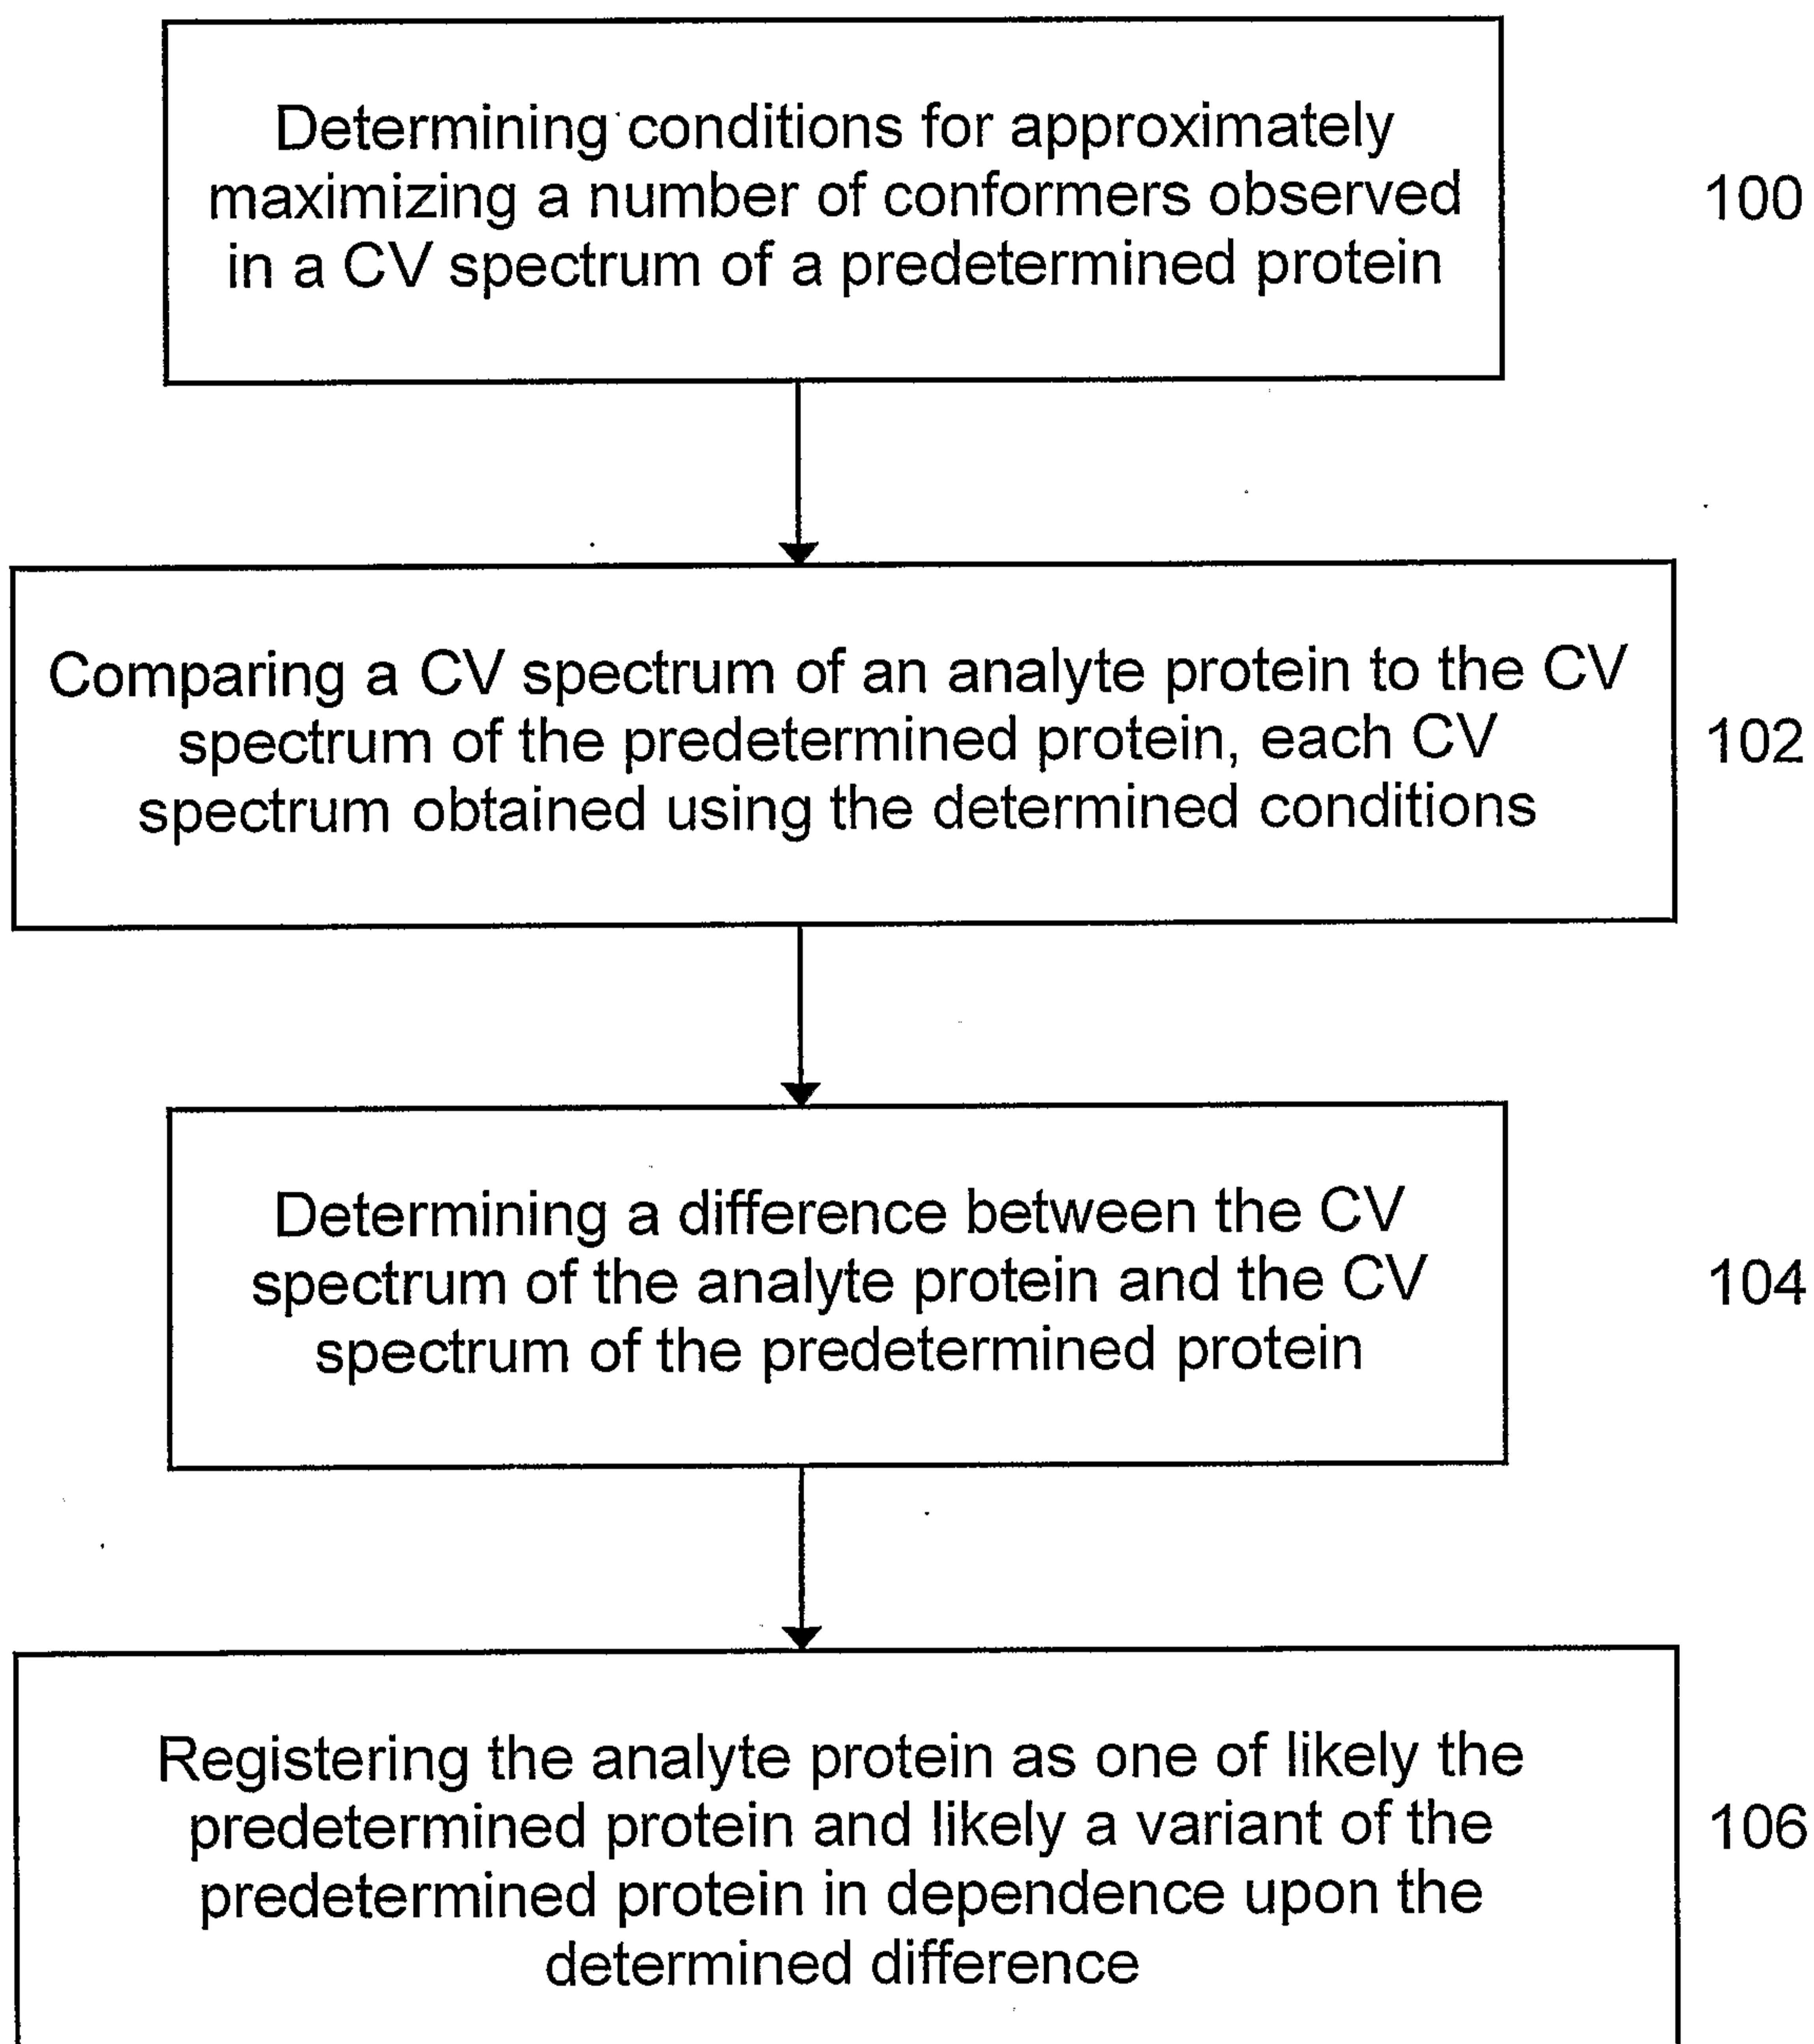 Determining conditions for approximately
maximizing a number of conformers observed
in a CV spectrum of a predetermined protein
100
Comparing a CV spectrum of an analyte protein to the CV
spectrum of the predetermined protein, each CV
spectrum obtained using the determined conditions
102
Determining a difference between the CV
spectrum of the analyte protein and the CV
spectrum of the predetermined protein
104
Registering the analyte protein as one of likely the
predetermined protein and likely a variant of the
predetermined protein in dependence upon the
determined difference
106